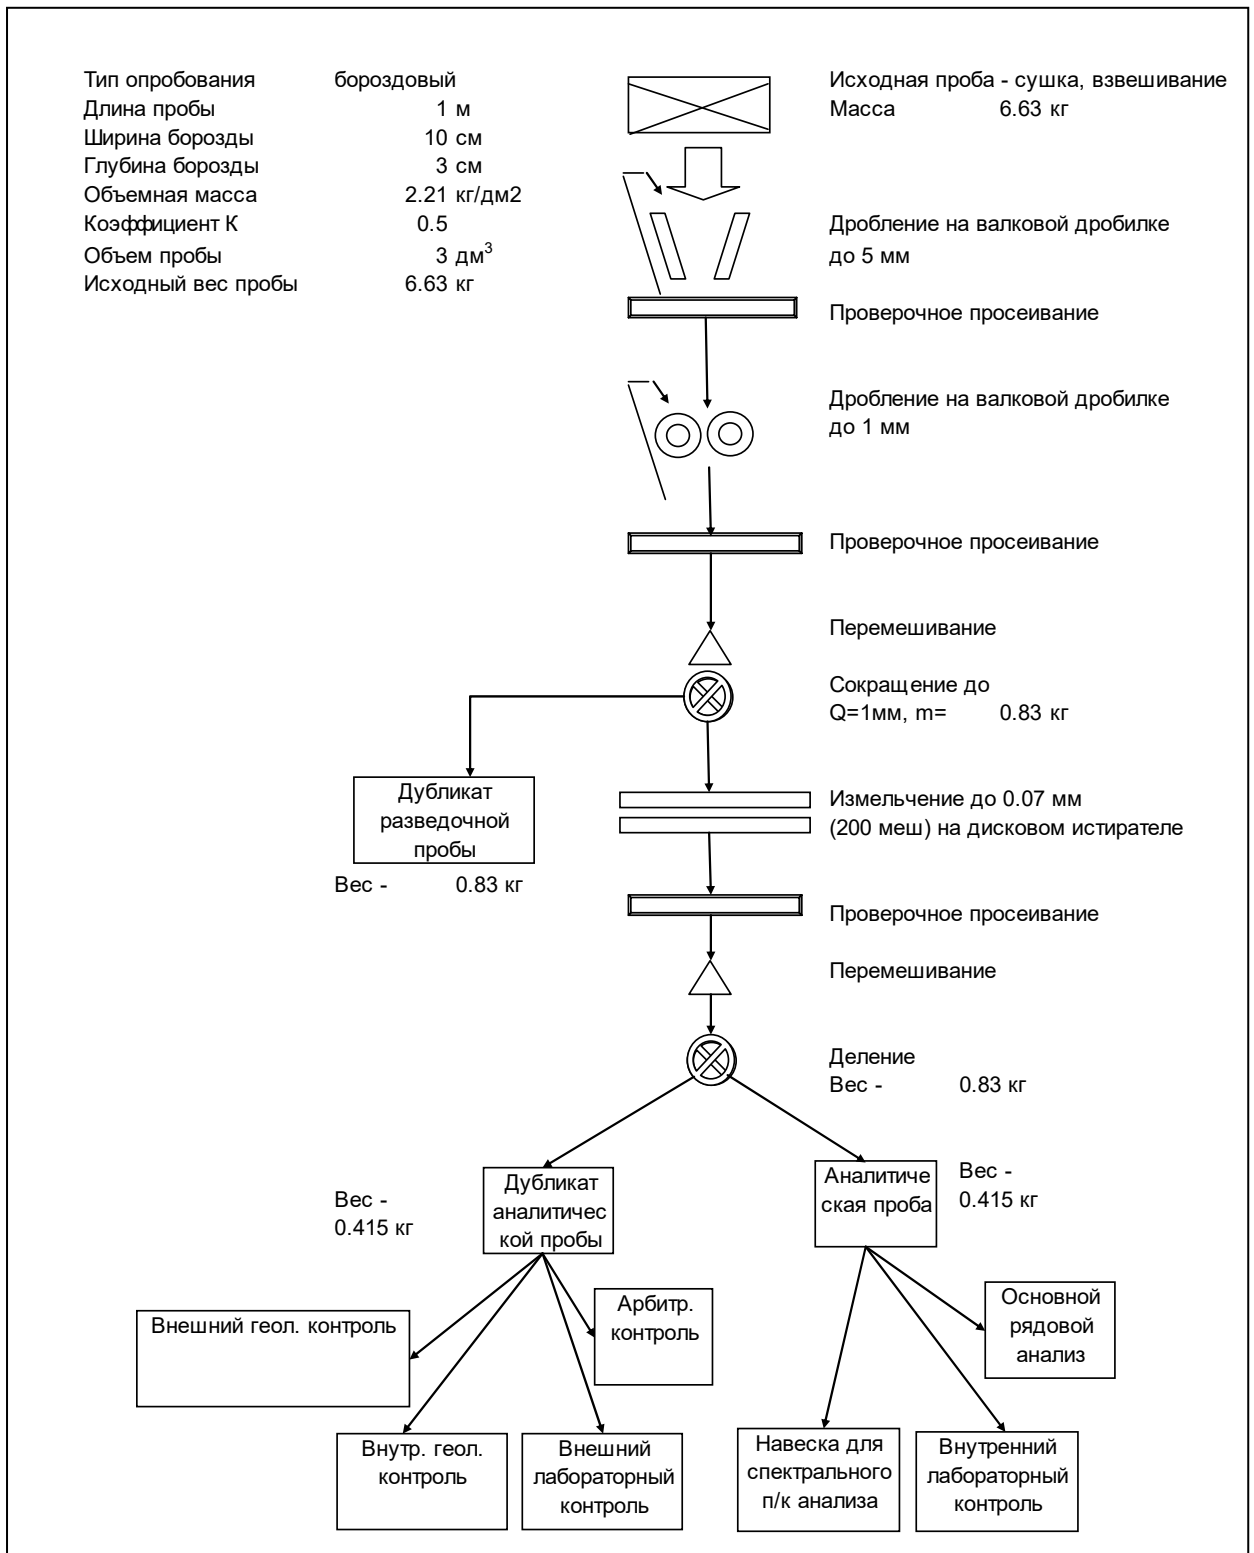 Тип опробования бороздовый
Длина пробы 1 м
Ширина борозды 10 см
Глубина борозды 3 см
Объемная масса 2.21 кг/дм2
Коэффициент К 0.5
Объем пробы 3 дм³
Исходный вес пробы 6.63 кг
Исходная проба - сушка, взвешивание
Масса 6.63 кг
Дробление на валковой дробилке
до 5 мм
Проверочное просеивание
Дробление на валковой дробилке
до 1 мм
Проверочное просеивание
Перемешивание
Сокращение до
Q=1мм, m= 0.83 кг
Дубликат
разведочной
пробы
Вес - 0.83 кг
Измельчение до 0.07 мм
(200 меш) на дисковом истирателе
Проверочное просеивание
Перемешивание
Деление
Вес - 0.83 кг
Вес -
0.415 кг
Дубликат
аналитичес
кой пробы
Аналитиче
ская проба
Вес -
0.415 кг
Внешний геол. контроль
Арбитр.
контроль
Основной
рядовой
анализ
Внутр. геол.
контроль
Внешний
лабораторный
контроль
Навеска для
спектрального
п/к анализа
Внутренний
лабораторный
контроль